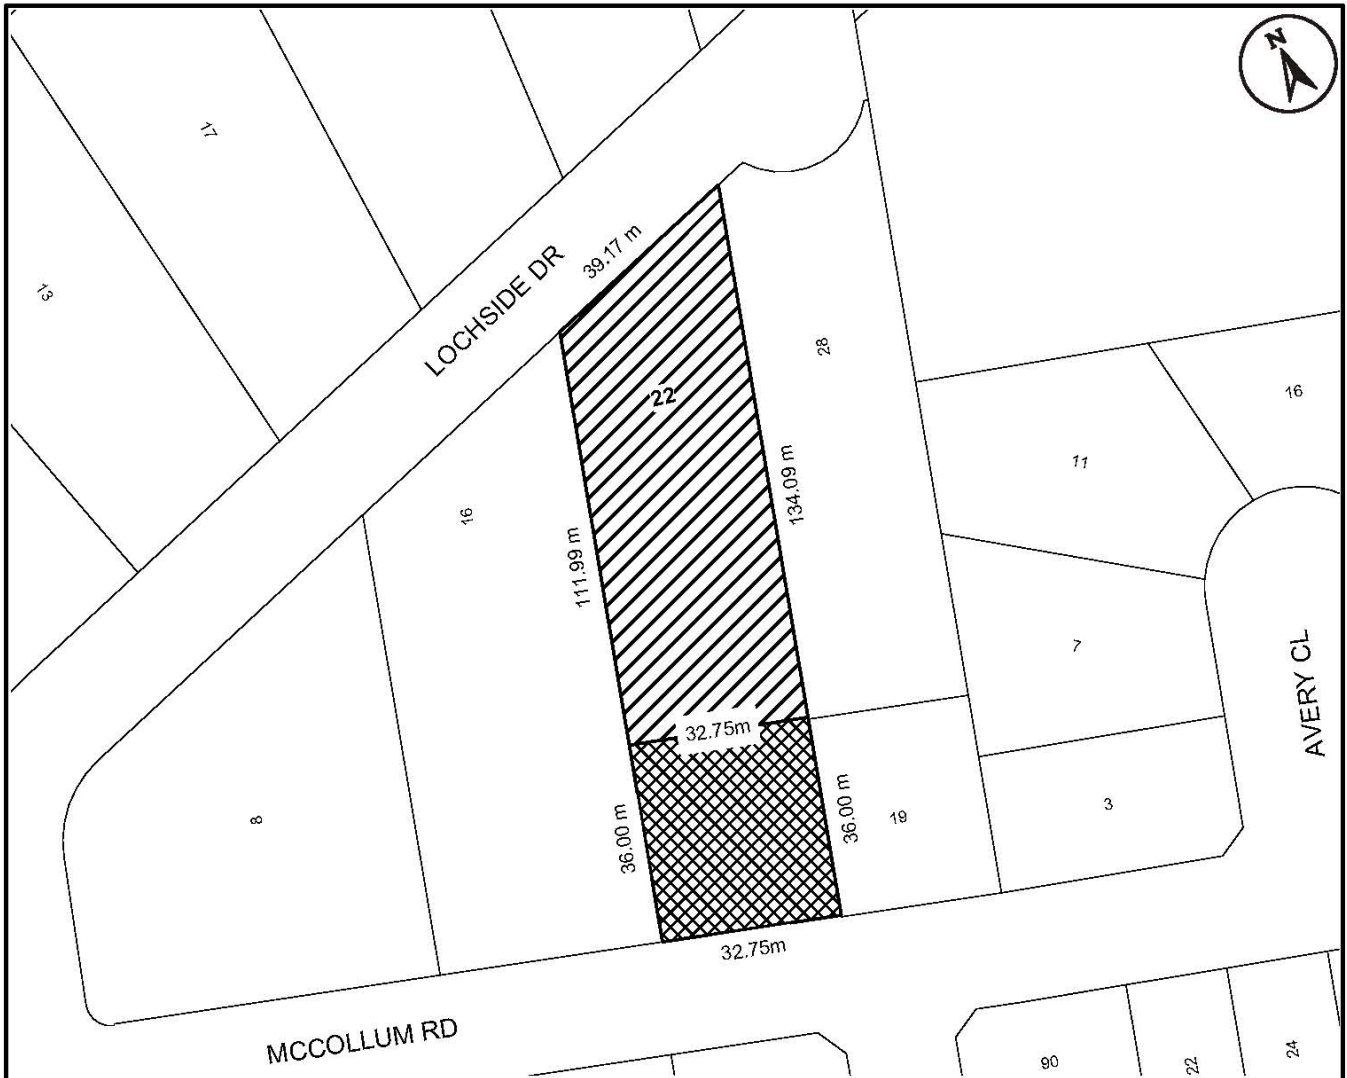 N
17
13
LOCHSIDE DR
39.17 m
22
28
16
11
16
134.09 m
111.99 m
7
AVERY CL
32.75m
36.00 m
36.00 m
19
3
8
32.75m
MCCOLLUM RD
90
22
24